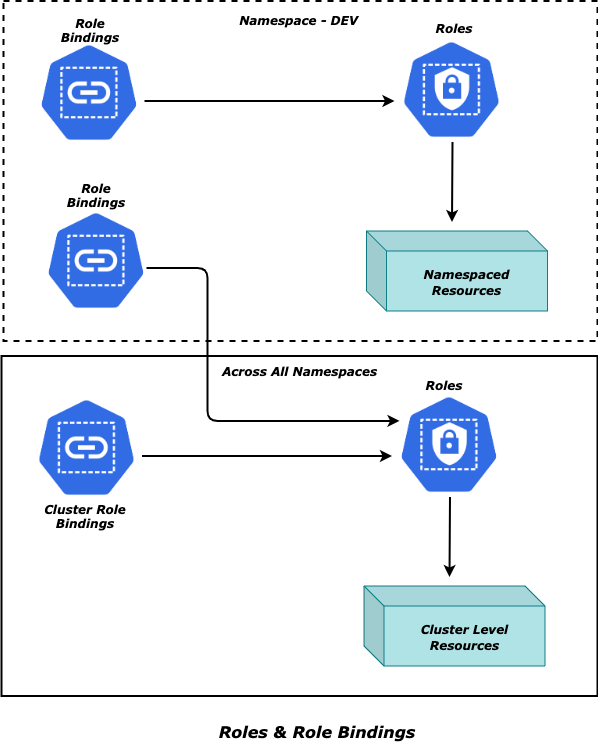 Role
Bindings
Namespace - DEV
Roles
Role
Bindings
Namespaced
Resources
Across All Namespaces
Roles
Cluster Role
Bindings
Cluster Level
Resources
Roles & Role Bindings